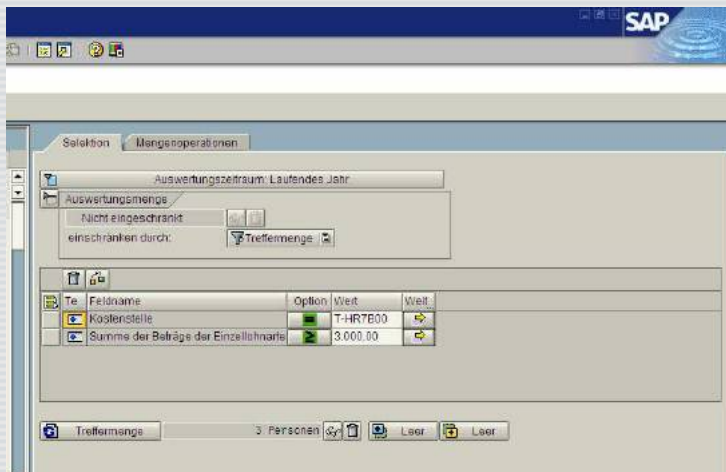 SAP
Selektion Mengenoperationen
Auswertungszeitraum: Laufendes Jahr
Auswertungsmenge
Nicht eingeschränkt
einschränken durch: Treffermenge
Te Feldname Option Wert Weit
Kostenstelle = T-HR7B00
Summe der Beträge der Einzellohnarte ≥ 3.000,00
Treffermenge 3 Personen Leer Leer